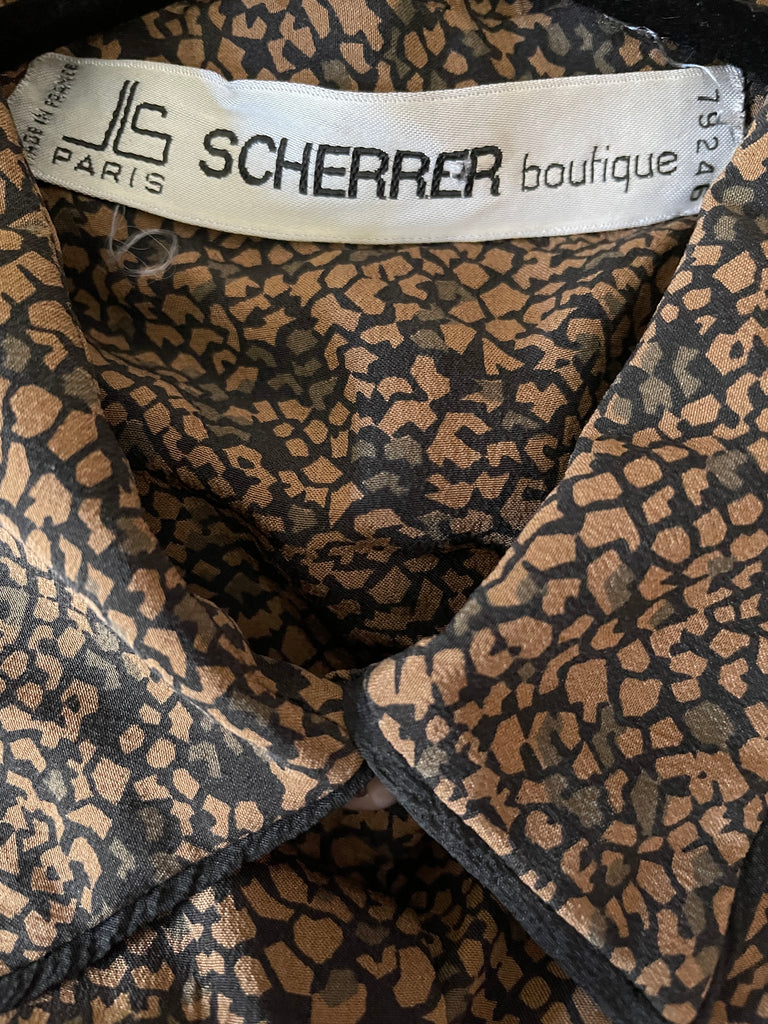 MADE IN FRANCE
JLS
PARIS
SCHERRER boutique
79246